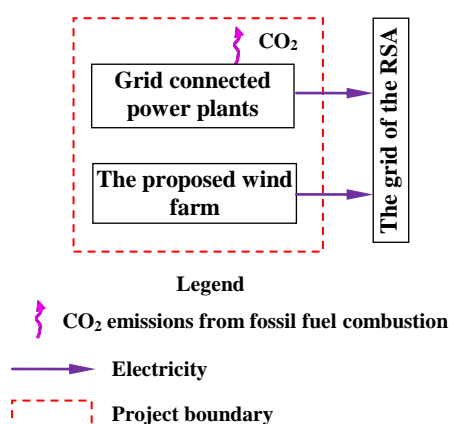 CO₂
Grid connected
power plants
The proposed wind
farm
The grid of the RSA
Legend
CO₂ emissions from fossil fuel combustion
Electricity
Project boundary